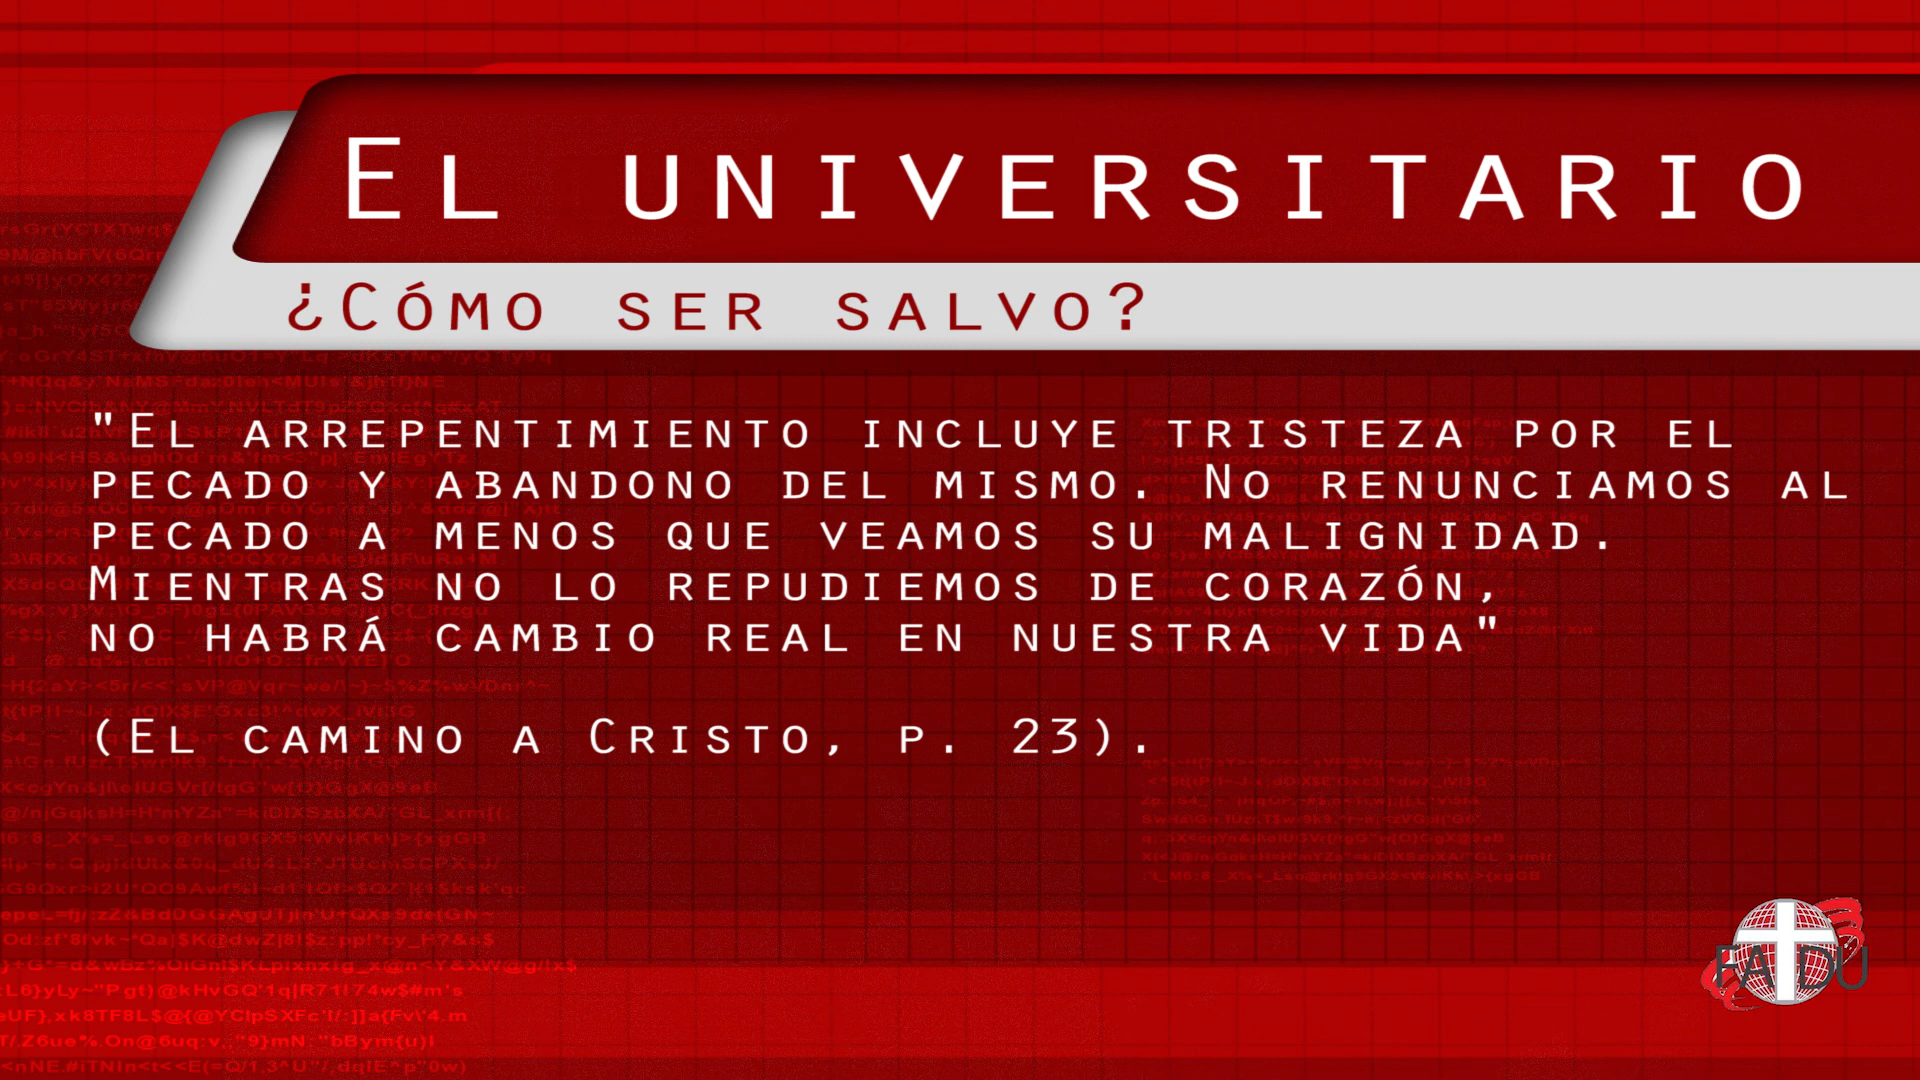 El universitario
¿Cómo ser salvo?
"El arrepentimiento incluye tristeza por el
pecado y abandono del mismo. No renunciamos al
pecado a menos que veamos su malignidad.
Mientras no lo repudiemos de corazón,
no habrá cambio real en nuestra vida"
(El camino a Cristo, p. 23).
FA DU